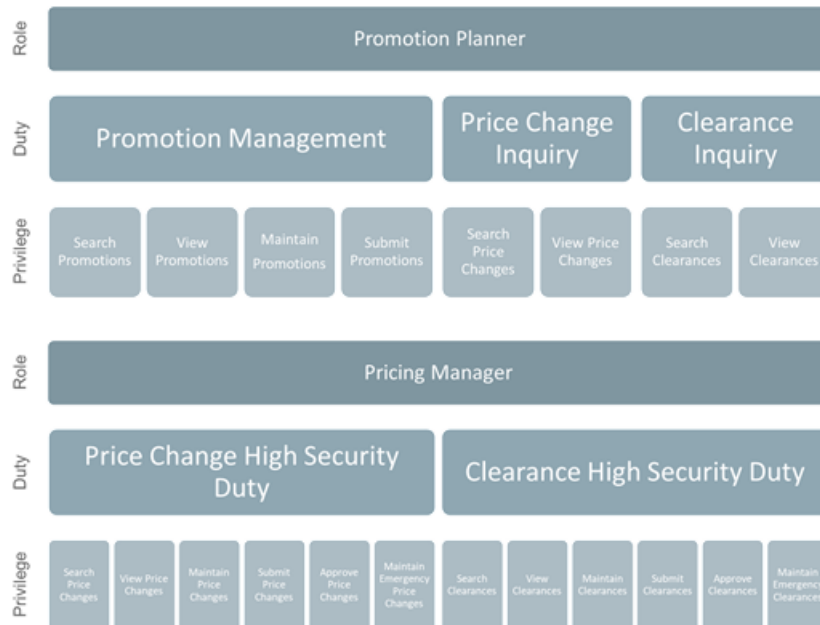 Role
Promotion Planner
Duty
Promotion Management
Price Change
Inquiry
Clearance
Inquiry
Privilege
Search
Promotions
View
Promotions
Maintain
Promotions
Submit
Promotions
Search
Price
Changes
View Price
Changes
Search
Clearances
View
Clearances
Role
Pricing Manager
Duty
Price Change High Security
Duty
Clearance High Security Duty
Privilege
Search
Price
Changes
View Price
Changes
Maintain
Price
Changes
Submit
Price
Changes
Approve
Price
Changes
Maintain
Emergency
Price
Changes
Search
Clearances
View
Clearances
Maintain
Clearances
Submit
Clearances
Approve
Clearances
Maintain
Emergency
Clearances